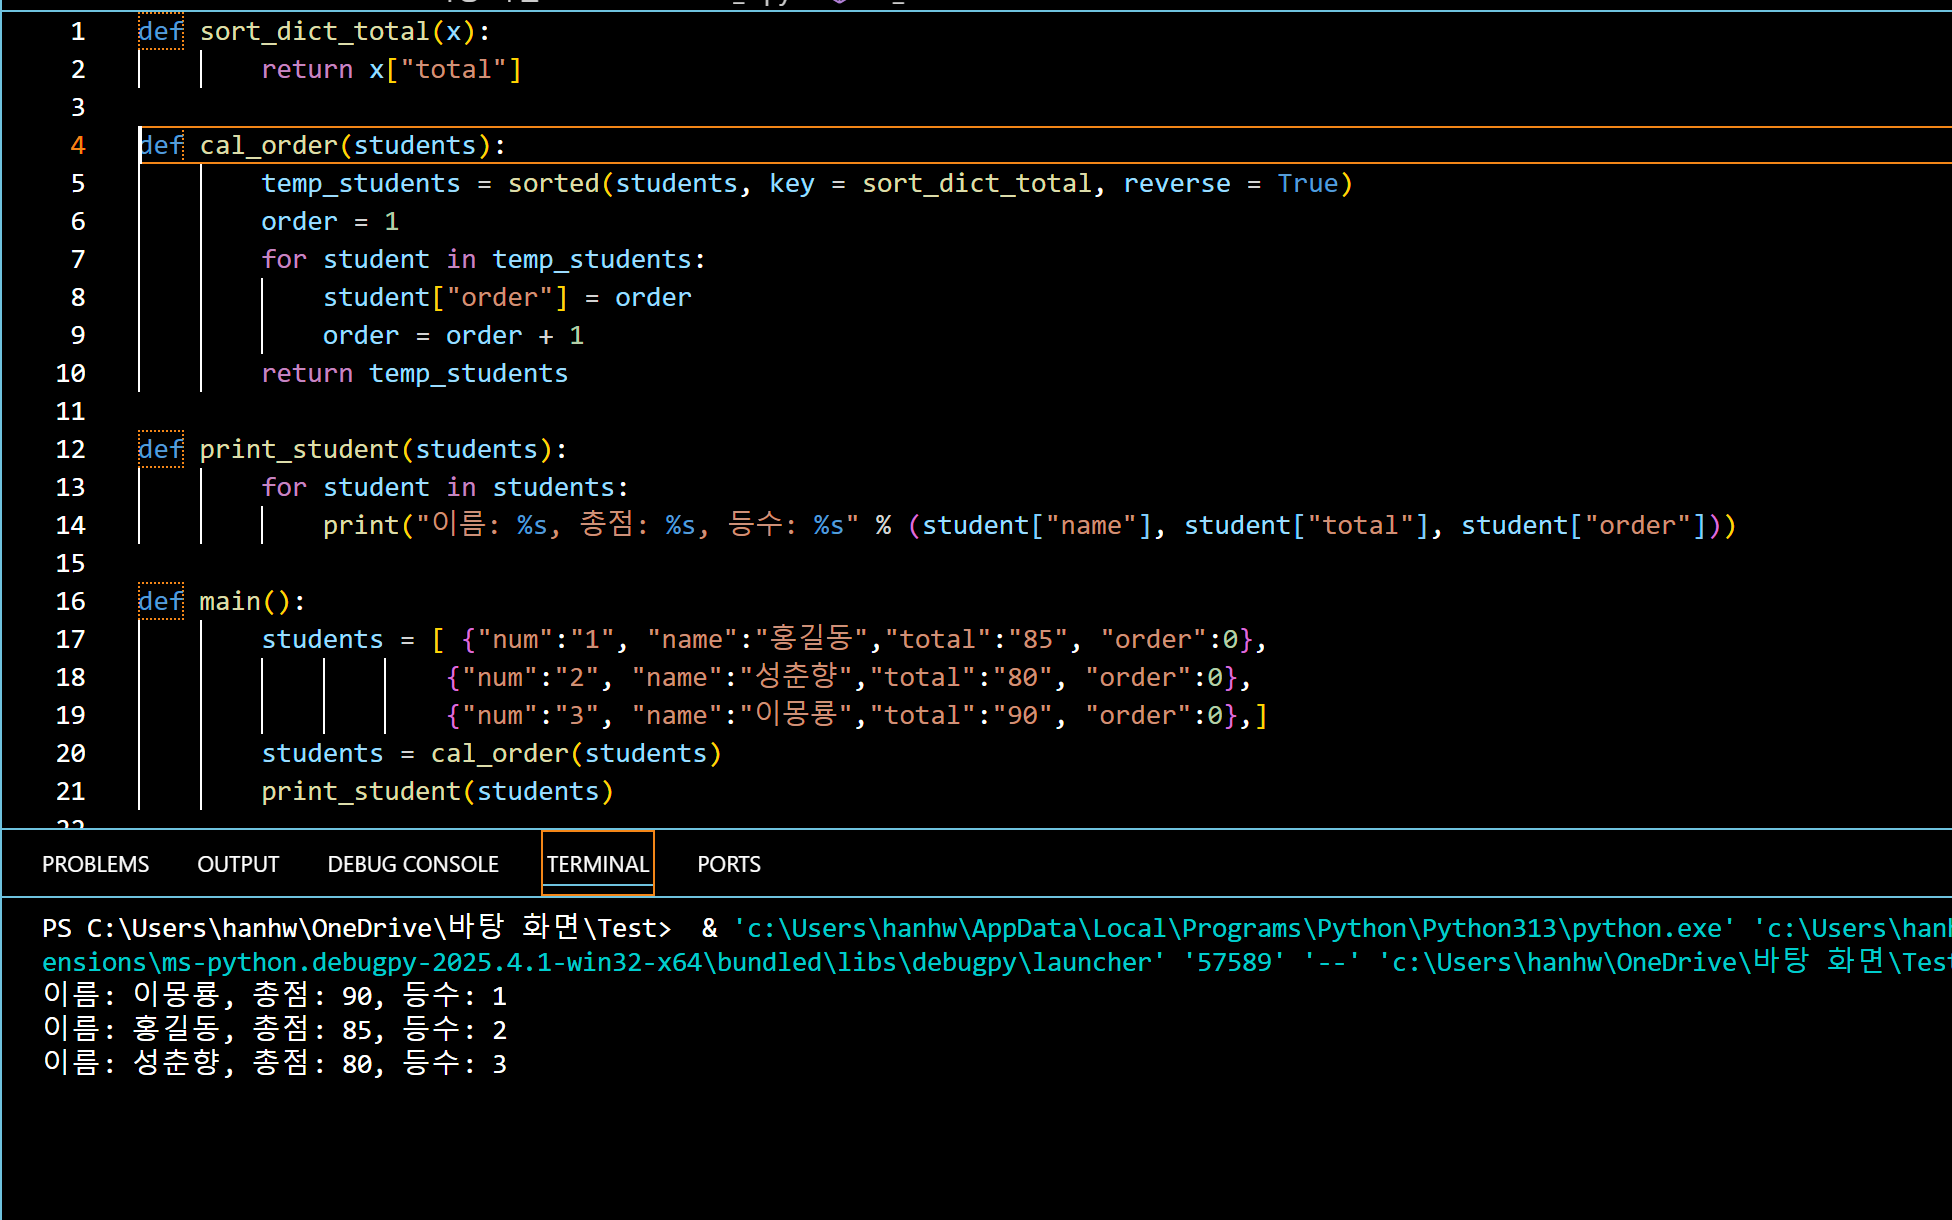 1 def sort_dict_total(x):
2 return x["total"]
3
4 def cal_order(students):
5 temp_students = sorted(students, key = sort_dict_total, reverse = True)
6 order = 1
7 for student in temp_students:
8 student["order"] = order
9 order = order + 1
10 return temp_students
11
12 def print_student(students):
13 for student in students:
14 print("이름: %s, 총점: %s, 등수: %s" % (student["name"], student["total"], student["order"]))
15
16 def main():
17 students = [ {"num":"1", "name":"홍길동","total":"85", "order":0},
18 {"num":"2", "name":"성춘향","total":"80", "order":0},
19 {"num":"3", "name":"이몽룡","total":"90", "order":0},]
20 students = cal_order(students)
21 print_student(students)
PROBLEMS OUTPUT DEBUG CONSOLE TERMINAL PORTS
PS C:\Users\hanhw\OneDrive\바탕 화면\Test>  & 'c:\Users\hanhw\AppData\Local\Programs\Python\Python313\python.exe' 'c:\Users\hanh
ensions\ms-python.debugpy-2025.4.1-win32-x64\bundled\libs\debugpy\launcher' '57589' '--' 'c:\Users\hanhw\OneDrive\바탕 화면\Test
이름: 이몽룡, 총점: 90, 등수: 1
이름: 홍길동, 총점: 85, 등수: 2
이름: 성춘향, 총점: 80, 등수: 3